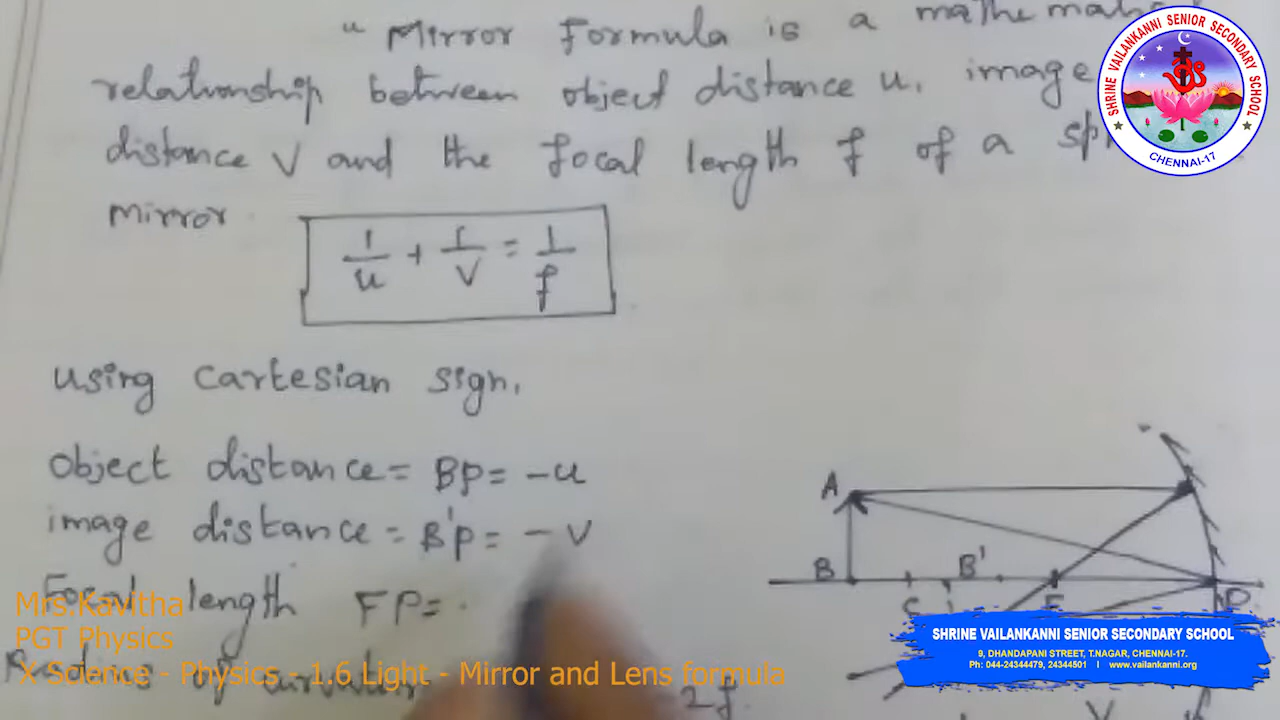 " Mirror Formula is a
relationship between object distance u, image
distance v and the focal length f of a
mirror.
1/u + 1/v = 1/f
using cartesian sign,
object distance = BP = -u
image distance = B'P = - v
Focal length FP = -
of
2f.
A
B
B'
C
F
P
V
SHRINE VAILANKANNI SENIOR SECONDARY SCHOOL
CHENNAI-17
Mrs.Kavitha
PGT Physics
X Science - Physics - 1.6 Light - Mirror and Lens formula
SHRINE VAILANKANNI SENIOR SECONDARY SCHOOL
9, DHANDAPANI STREET, T.NAGAR, CHENNAI-17.
Ph: 044-24344479, 24344501 I www.vailankanni.org